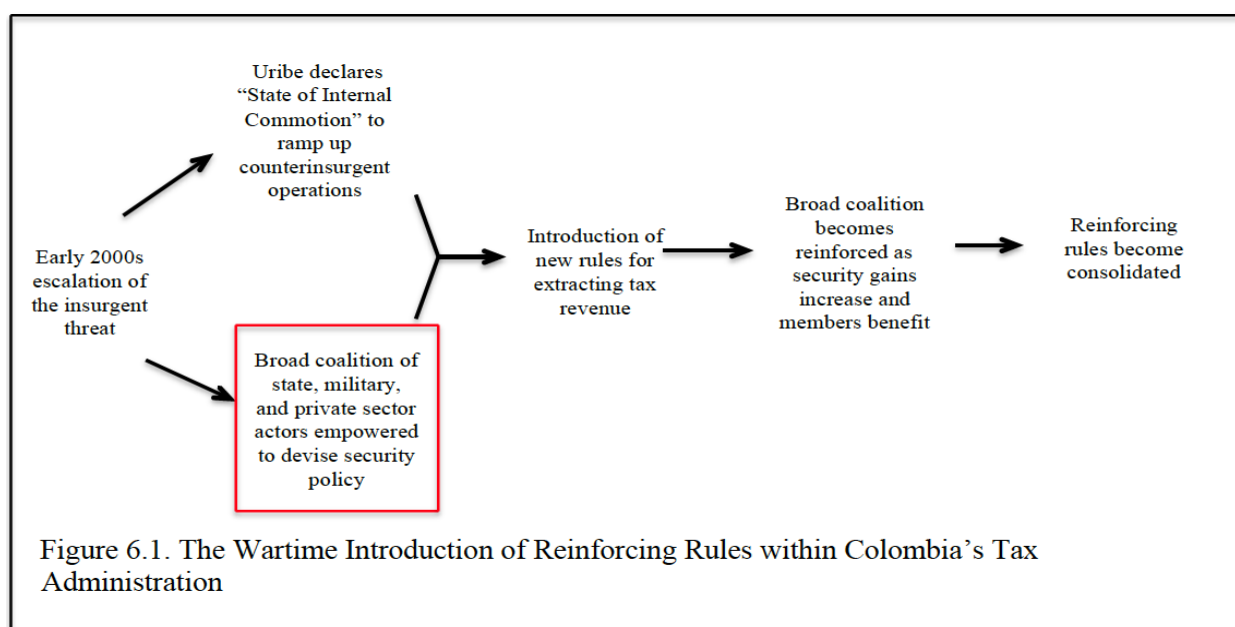 Early 2000s
escalation of
the insurgent
threat
Uribe declares
“State of Internal
Commotion” to
ramp up
counterinsurgent
operations
Broad coalition of
state, military,
and private sector
actors empowered
to devise security
policy
Introduction of
new rules for
extracting tax
revenue
Broad coalition
becomes
reinforced as
security gains
increase and
members benefit
Reinforcing
rules become
consolidated
Figure 6.1. The Wartime Introduction of Reinforcing Rules within Colombia’s Tax
Administration